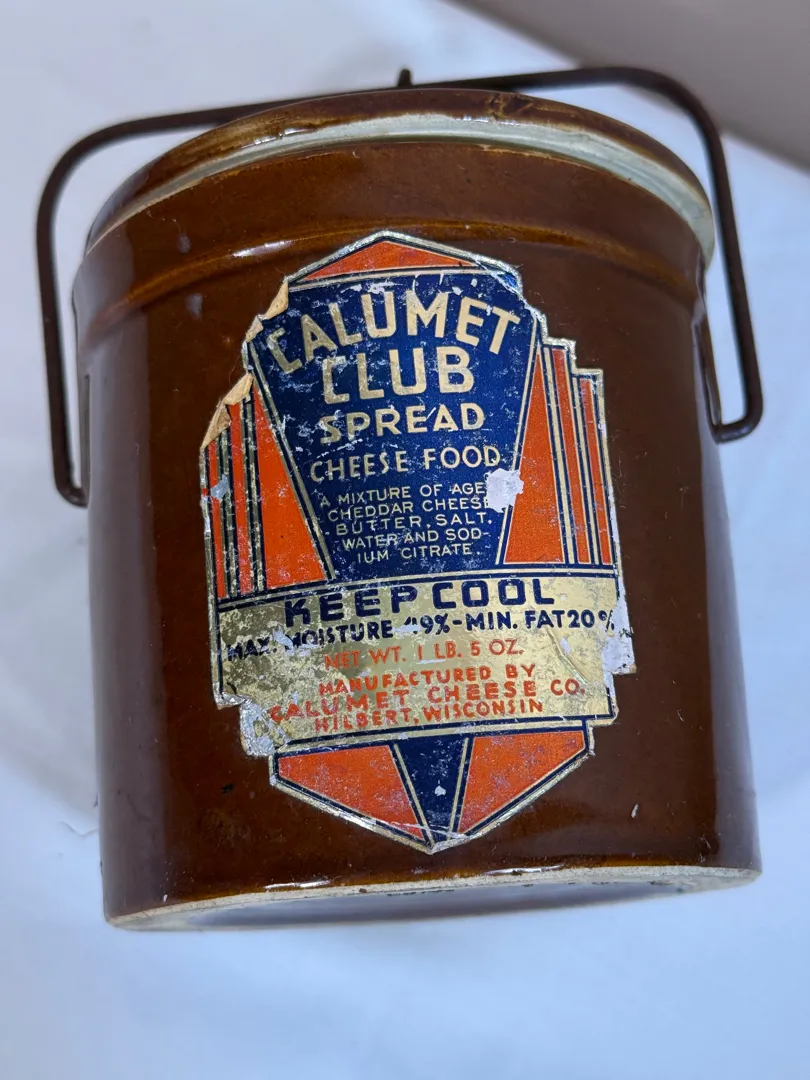 CALUMET
CLUB
SPREAD
CHEESE FOOD
A MIXTURE OF AGE
CHEDDAR CHEESE
BUTTER, SALT,
WATER AND SOD-
IUM CITRATE.
KEEP COOL
MAX. MOISTURE 49%-MIN. FAT 20%
NET WT. 1 LB. 5 OZ.
MANUFACTURED BY
CALUMET CHEESE CO.
HILBERT, WISCONSIN